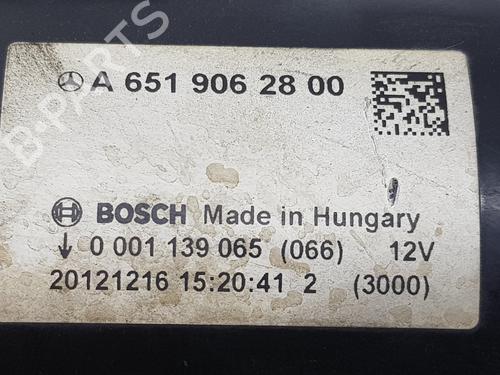 A 651 906 28 00
BOSCH Made in Hungary
0 001 139 065 (066) 12V
20121216 15:20:41 2 (3000)
B-PARTS